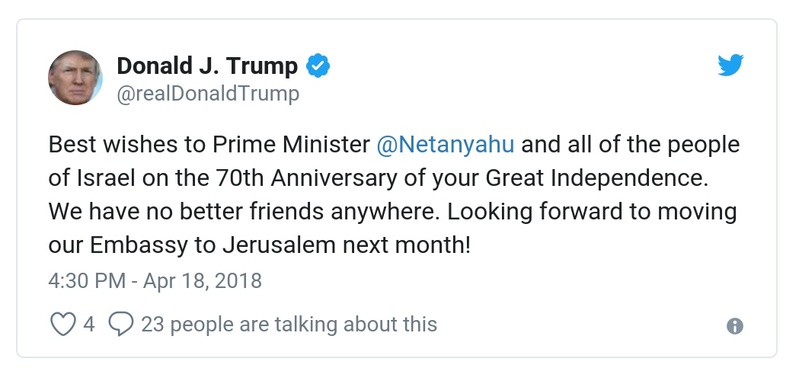 Donald J. Trump
@realDonaldTrump
Best wishes to Prime Minister @Netanyahu and all of the people
of Israel on the 70th Anniversary of your Great Independence.
We have no better friends anywhere. Looking forward to moving
our Embassy to Jerusalem next month!
4:30 PM - Apr 18, 2018
4 23 people are talking about this